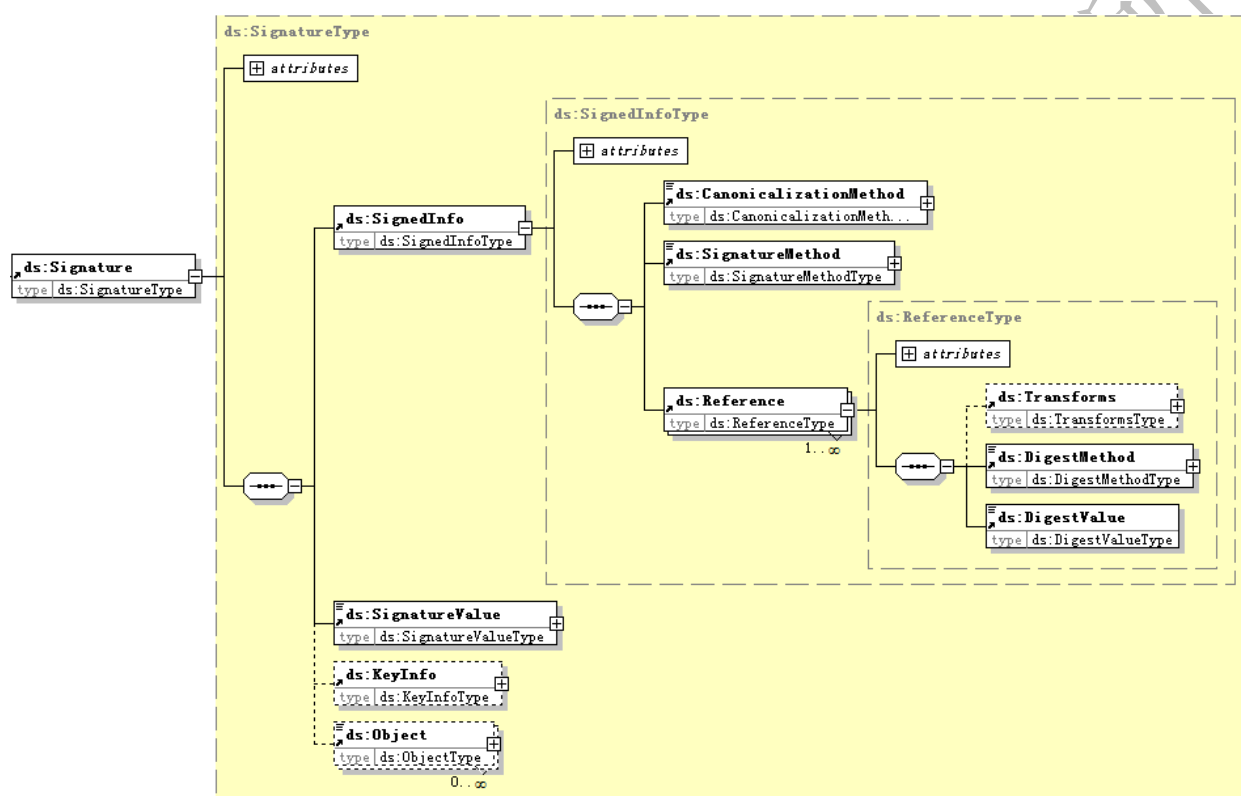 ds:SignatureType
attributes
ds:SignedInfoType
attributes
ds:CanonicalizationMethod
type ds:CanonicalizationMeth...
ds:SignedInfo
type ds:SignedInfoType
ds:SignatureMethod
type ds:SignatureMethodType
ds:Signature
type ds:SignatureType
ds:ReferenceType
attributes
ds:Reference
type ds:ReferenceType
1..∞
ds:Transforms
type ds:TransformsType
ds:DigestMethod
type ds:DigestMethodType
ds:DigestValue
type ds:DigestValueType
ds:SignatureValue
type ds:SignatureValueType
ds:KeyInfo
type ds:KeyInfoType
ds:Object
type ds:ObjectType
0..∞